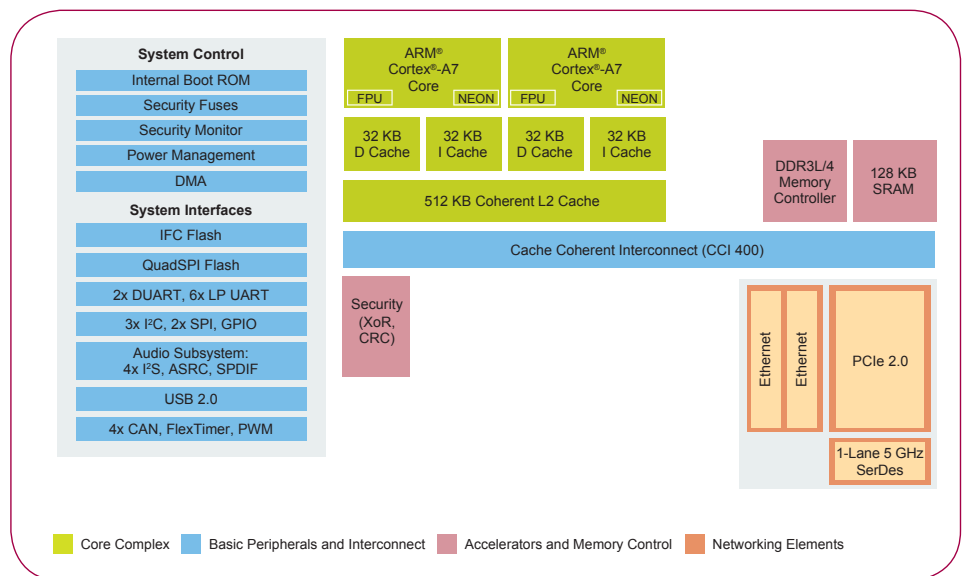 System Control
Internal Boot ROM
Security Fuses
Security Monitor
Power Management
DMA
System Interfaces
IFC Flash
QuadSPI Flash
2x DUART, 6x LP UART
3x I²C, 2x SPI, GPIO
Audio Subsystem:
4x I²S, ASRC, SPDIF
USB 2.0
4x CAN, FlexTimer, PWM
ARM®
Cortex®-A7
Core
FPU
NEON
ARM®
Cortex®-A7
Core
FPU
NEON
32 KB
D Cache
32 KB
I Cache
32 KB
D Cache
32 KB
I Cache
512 KB Coherent L2 Cache
DDR3L/4
Memory
Controller
128 KB
SRAM
Cache Coherent Interconnect (CCI 400)
Security
(XoR,
CRC)
Ethernet
Ethernet
PCIe 2.0
1-Lane 5 GHz
SerDes
Core Complex
Basic Peripherals and Interconnect
Accelerators and Memory Control
Networking Elements